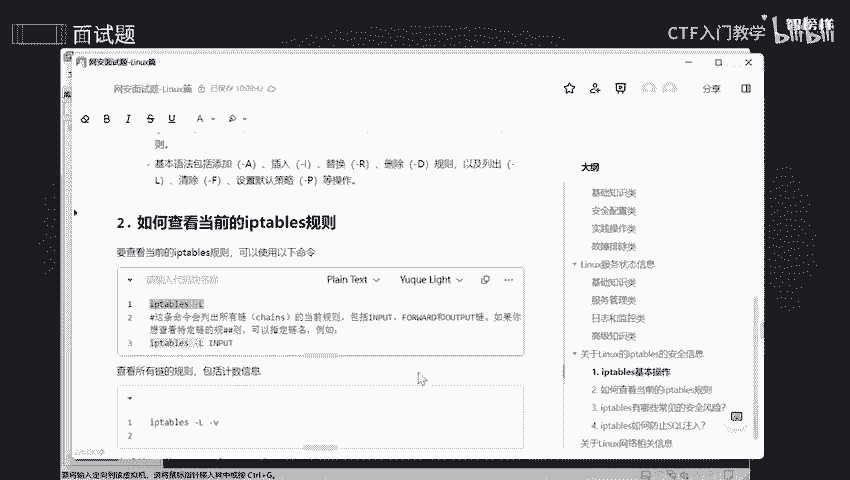 面试题
CTF入门教学
智榜样
bilibili
网安面试题-Linux篇
网安面试题-Linux篇 已保存
分享
B I S U A
则。
- 基本语法包括添加（-A）、插入（-I）、替换（-R）、删除（-D）规则，以及列出（-
L）、清除（-F）、设置默认策略（-P）等操作。
2. 如何查看当前的iptables规则
要查看当前的iptables规则，可以使用以下命令
请输入代码块名称 Plain Text Yuque Light
1 iptables -L
2 #这条命令会列出所有链（chains）的当前规则，包括INPUT、FORWARD和OUTPUT链。如果你
想查看特定链的规##则，可以指定链名，例如：
3 iptables -L INPUT
查看所有链的规则，包括计数信息
1 iptables -L -v
2
大纲
基础知识类
安全配置类
实践操作类
故障排除类
Linux服务状态信息
基础知识类
服务管理类
日志和监控类
高级知识类
关于Linux的iptables的安全信息
1. iptables基本操作
2. 如何查看当前的iptables规则
3. iptables有哪些常见的安全风险?
4. iptables如何防止SQL注入?
关于Linux网络相关信息
要将输入定向到该虚拟机，请将鼠标指针移入其中或按 Ctrl+G。